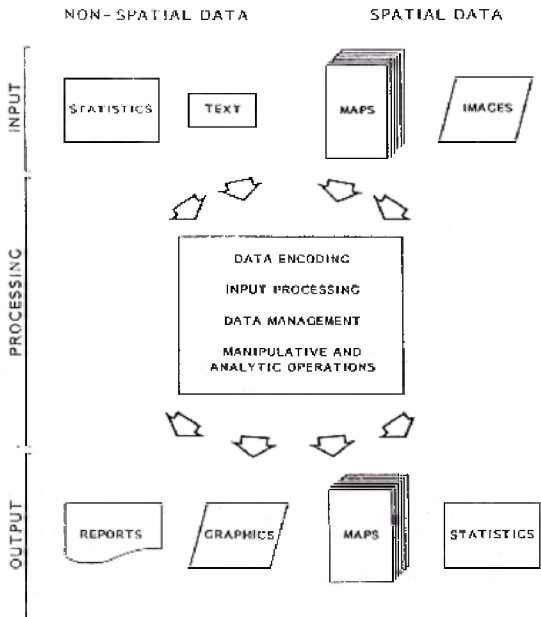 NON-SPATIAL DATA
SPATIAL DATA
INPUT
STATISTICS
TEXT
MAPS
IMAGES
PROCESSING
DATA ENCODING
INPUT PROCESSING
DATA MANAGEMENT
MANIPULATIVE AND
ANALYTIC OPERATIONS
OUTPUT
REPORTS
GRAPHICS
MAPS
STATISTICS